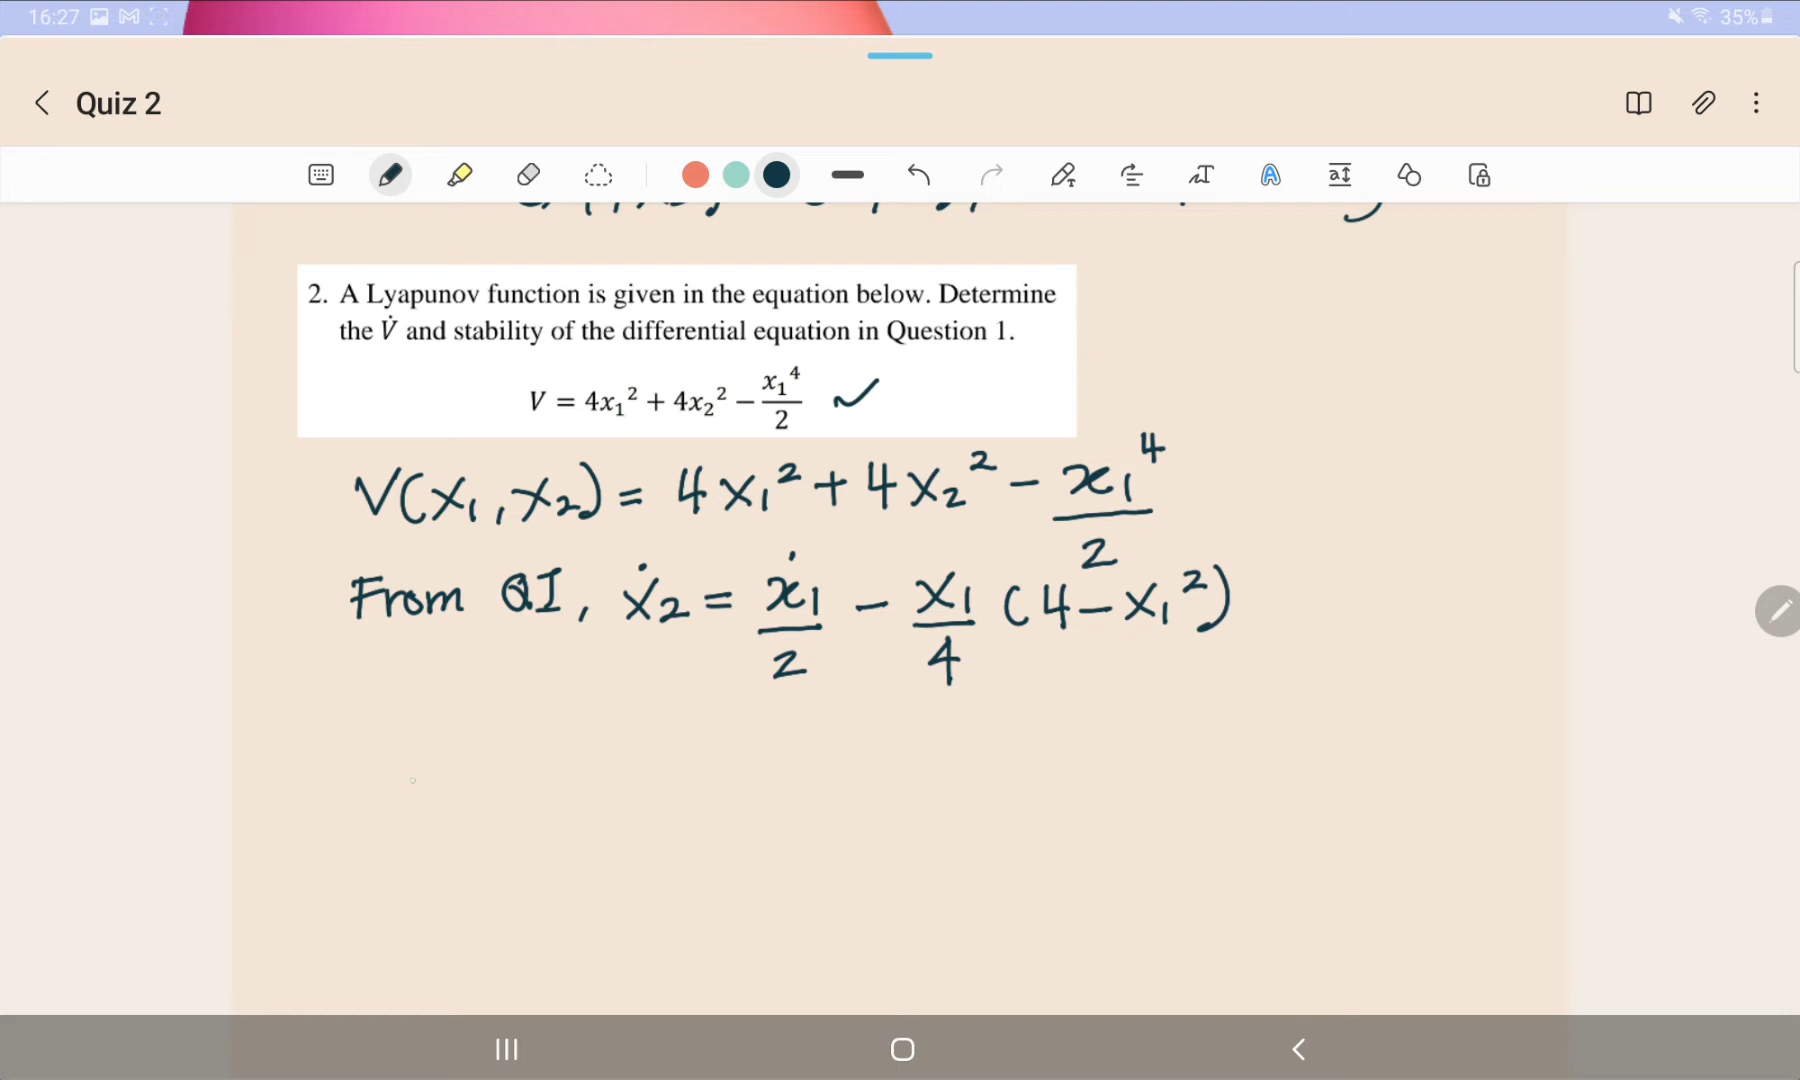 16:27
35%
Quiz 2
2. A Lyapunov function is given in the equation below. Determine
the V̇ and stability of the differential equation in Question 1.
V = 4x₁² + 4x₂² − x₁⁴/2 ✓
V(x₁, x₂) = 4x₁² + 4x₂² − x₁⁴/2
From QI, ẋ₂ = ẋ₁/2 − x₁/4 (4 − x₁²)